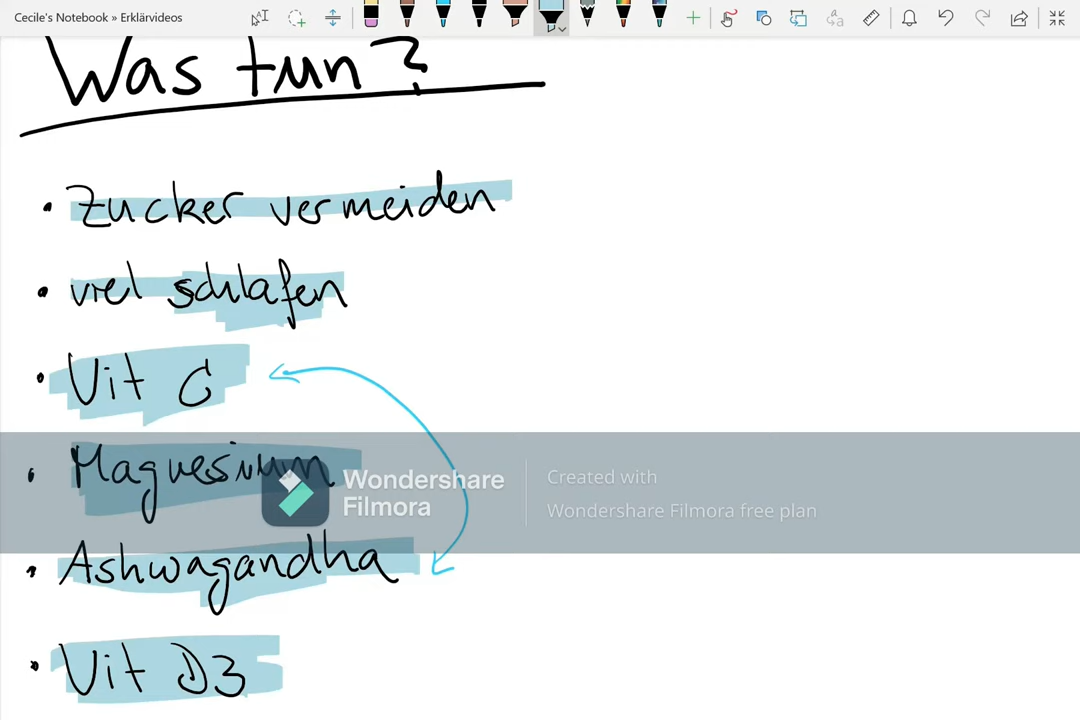 Cecile's Notebook » Erklärvideos
Was tun?
• Zucker vermeiden
• viel schlafen
• Vit C
• Magnesium
Wondershare Filmora
Created with
Wondershare Filmora free plan
• Ashwagandha
• Vit D3